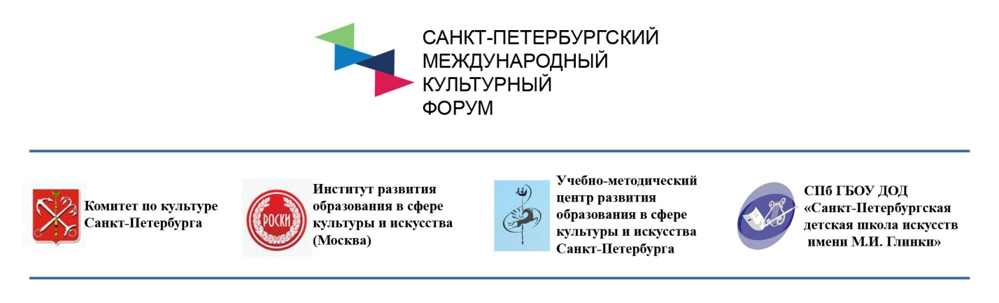 САНКТ-ПЕТЕРБУРГСКИЙ
МЕЖДУНАРОДНЫЙ
КУЛЬТУРНЫЙ
ФОРУМ
Комитет по культуре
Санкт-Петербурга
РОСКИ
Институт развития
образования в сфере
культуры и искусства
(Москва)
Учебно-методический
центр развития
образования в сфере
культуры и искусства
Санкт-Петербурга
СПб ГБОУ ДОД
«Санкт-Петербургская
детская школа искусств
имени М.И. Глинки»